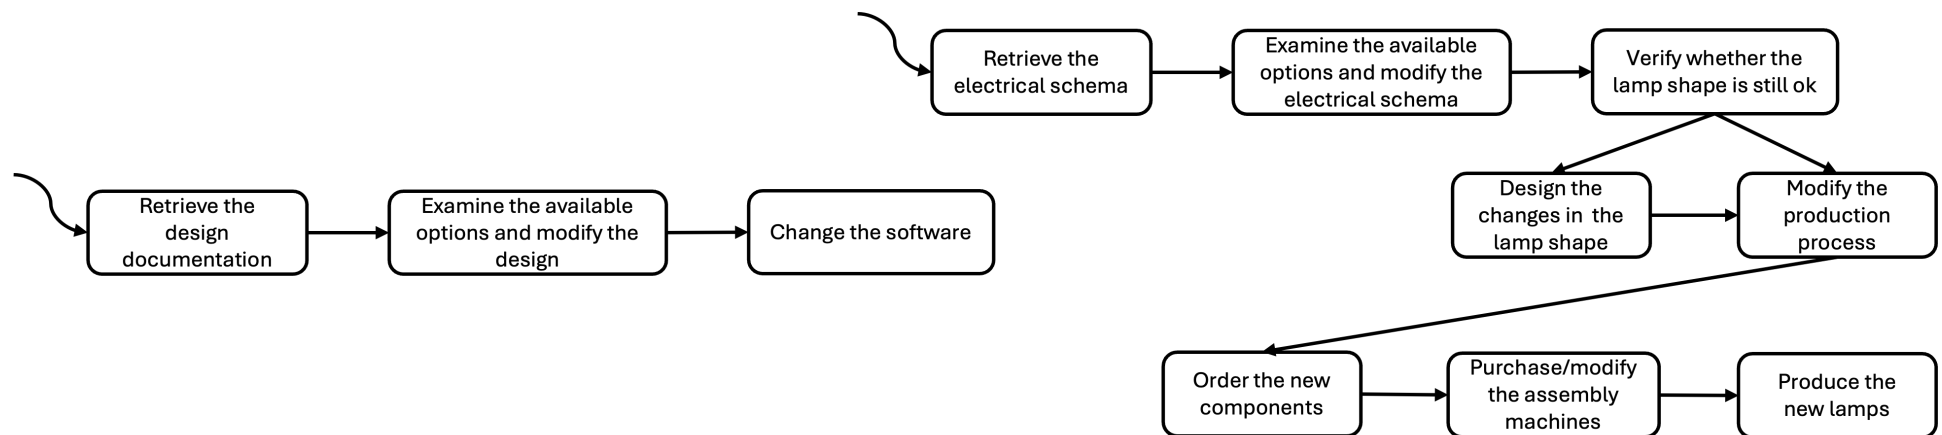 Retrieve the
electrical schema
Examine the available
options and modify the
electrical schema
Verify whether the
lamp shape is still ok
Retrieve the
design
documentation
Examine the available
options and modify the
design
Change the software
Design the
changes in the
lamp shape
Modify the
production
process
Order the new
components
Purchase/modify
the assembly
machines
Produce the
new lamps